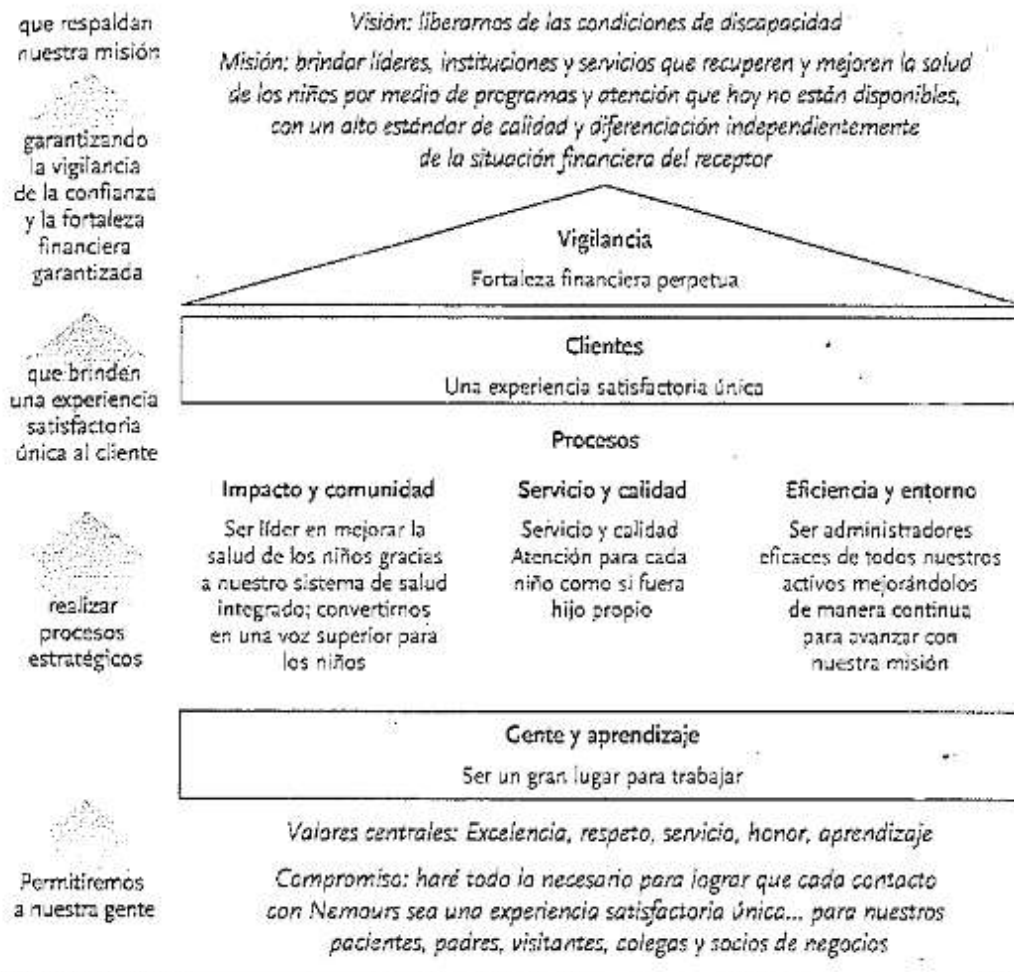 que respaldan
nuestra misión
garantizando
la vigilancia
de la confianza
y la fortaleza
financiera
garantizada
que brinden
una experiencia
satisfactoria
única al cliente
realizar
procesos
estratégicos
Permitiremos
a nuestra gente
Visión: liberarnos de las condiciones de discapacidad
Misión: brindar líderes, instituciones y servicios que recuperen y mejoren la salud
de los niños por medio de programas y atención que hoy no están disponibles,
con un alto estándar de calidad y diferenciación independientemente
de la situación financiera del receptor
Vigilancia
Fortaleza financiera perpetua
Clientes
Una experiencia satisfactoria única
Procesos
Impacto y comunidad
Ser líder en mejorar la
salud de los niños gracias
a nuestro sistema de salud
integrado; convertirnos
en una voz superior para
los niños
Servicio y calidad
Servicio y calidad
Atención para cada
niño como si fuera
hijo propio
Eficiencia y entorno
Ser administradores
eficaces de todos nuestros
activos mejorándolos
de manera continua
para avanzar con
nuestra misión
Gente y aprendizaje
Ser un gran lugar para trabajar
Valores centrales: Excelencia, respeto, servicio, honor, aprendizaje
Compromiso: haré todo lo necesario para lograr que cada contacto
con Nemours sea una experiencia satisfactoria única... para nuestros
pacientes, padres, visitantes, colegas y socios de negocios